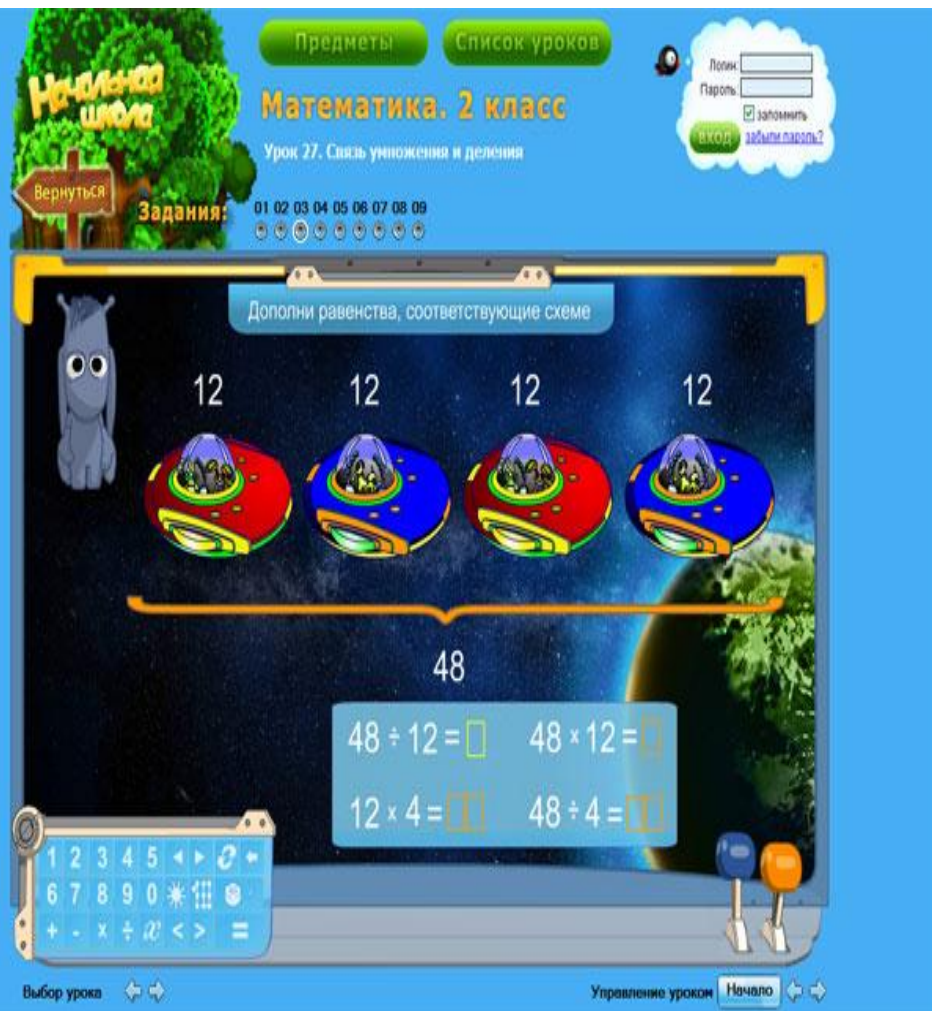 Предметы Список уроков
Начальная школа
Логин:
Пароль:
запомнить
вход забыли пароль?
Математика. 2 класс
Урок 27. Связь умножения и деления
Вернуться
Задания: 01 02 03 04 05 06 07 08 09
Дополни равенства, соответствующие схеме
12 12 12 12
48
48 ÷ 12 = 48 × 12 =
12 × 4 = 48 ÷ 4 =
1 2 3 4 5
6 7 8 9 0
+ - × ÷ x < > =
Выбор урока Управление уроком Начало